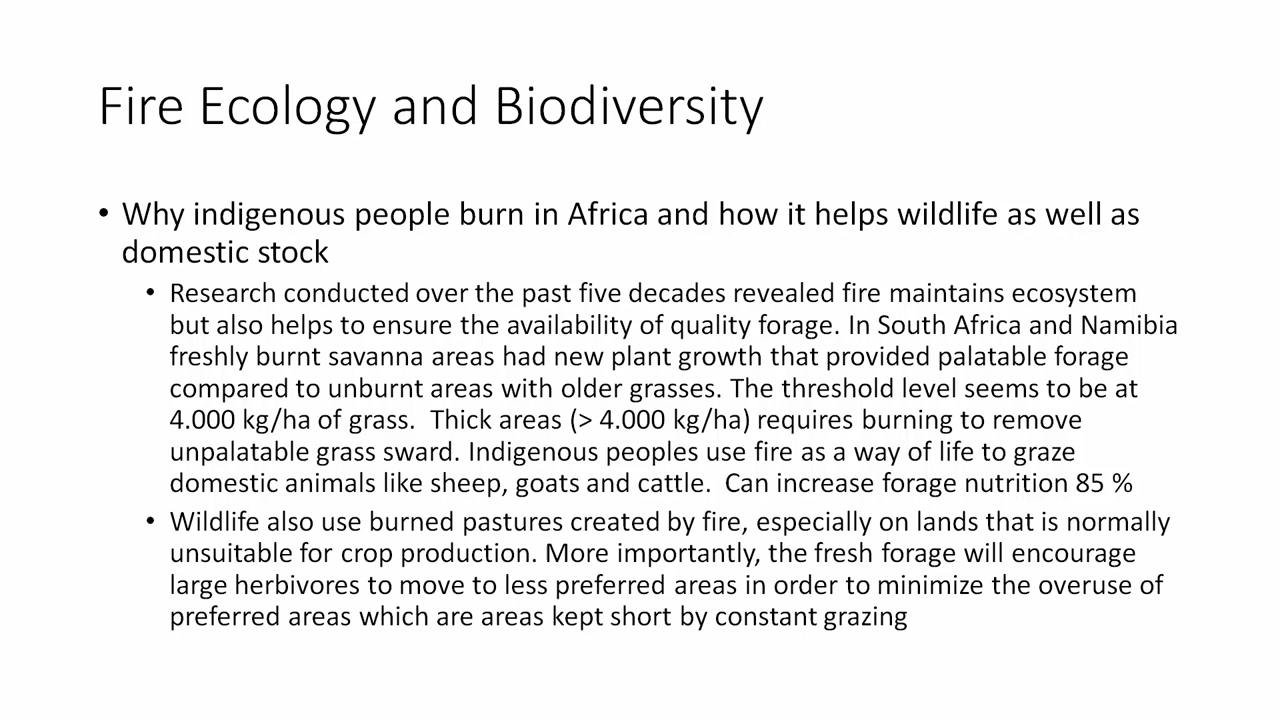 Fire Ecology and Biodiversity
• Why indigenous people burn in Africa and how it helps wildlife as well as
domestic stock
• Research conducted over the past five decades revealed fire maintains ecosystem
but also helps to ensure the availability of quality forage. In South Africa and Namibia
freshly burnt savanna areas had new plant growth that provided palatable forage
compared to unburnt areas with older grasses. The threshold level seems to be at
4.000 kg/ha of grass.  Thick areas (> 4.000 kg/ha) requires burning to remove
unpalatable grass sward. Indigenous peoples use fire as a way of life to graze
domestic animals like sheep, goats and cattle.  Can increase forage nutrition 85 %
• Wildlife also use burned pastures created by fire, especially on lands that is normally
unsuitable for crop production. More importantly, the fresh forage will encourage
large herbivores to move to less preferred areas in order to minimize the overuse of
preferred areas which are areas kept short by constant grazing